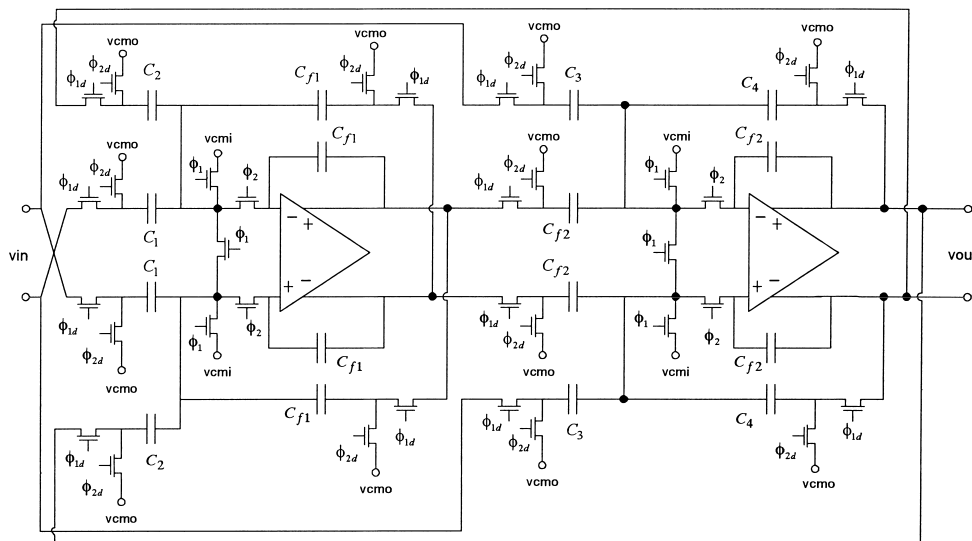 vcmo vcmo vcmo vcmo
ϕ2d C2 Cf1 ϕ2d ϕ2d C3 C4 ϕ2d
ϕ1d ϕ1d ϕ1d ϕ1d
vcmo vcmi Cf1 vcmo vcmi Cf2
ϕ1d ϕ2d ϕ1 ϕ2 ϕ1d ϕ2d ϕ1 ϕ2
C1 − + Cf2 − +
vin ϕ1 ϕ1 vou
C1 + − Cf2 + −
ϕ1d ϕ1 ϕ2 ϕ1d ϕ1 ϕ2
ϕ2d Cf1 ϕ2d Cf2
vcmo vcmi vcmo vcmi
C2 Cf1 ϕ1d ϕ1d C3 C4 ϕ1d
ϕ1d ϕ2d ϕ2d ϕ2d
ϕ2d vcmo vcmo vcmo
vcmo